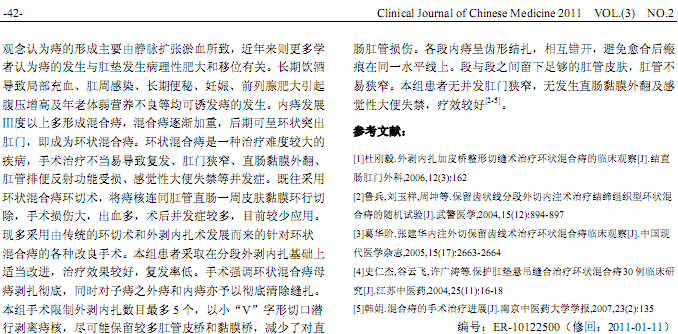 -42-
Clinical Journal of Chinese Medicine 2011 VOL.(3) NO.2
观念认为痔的形成主要由静脉扩张淤血所致，近年来则更多学
者认为痔的发生与肛垫发生病理性肥大和移位有关。长期饮酒
导致局部充血、肛周感染、长期便秘、妊娠、前列腺肥大引起
腹压增高及年老体弱营养不良等均可诱发痔的发生。内痔发展
Ⅲ度以上多形成混合痔，混合痔逐渐加重，后期可呈环状突出
肛门，即成为环状混合痔。环状混合痔是一种治疗难度较大的
疾病，手术治疗不当易导致复发、肛门狭窄、直肠黏膜外翻、
肛管排便反射功能受损、感觉性大便失禁等并发症。既往采用
环状混合痔环切术，将痔核连同肛管直肠一周皮肤黏膜环行切
除，手术损伤大，出血多，术后并发症较多，目前较少应用。
现多采用由传统的环切术和外剥内扎术发展而来的针对环状
混合痔的各种改良手术。本组患者采取在分段外剥内扎基础上
适当改进，治疗效果较好，复发率低。手术强调环状混合痔母
痔剥扎彻底，同时对子痔之外痔和内痔亦予以彻底清除缝扎。
本组手术限制外剥内扎数目最多 5 个，以小“V”字形切口潜
行剥离痔核，尽可能保留较多肛管皮桥和黏膜桥，减少了对直
肠肛管损伤。各段内痔呈齿形结扎，相互错开，避免愈合后瘢
痕在同一水平线上。段与段之间留下足够的肛管皮肤，肛管不
易狭窄。本组患者无并发肛门狭窄，无发生直肠黏膜外翻及感
觉性大便失禁，疗效较好[2-5]。
参考文献：
[1]杜刚毅.外剥内扎加皮桥整形切缝术治疗环状混合痔的临床观察[J].结直
肠肛门外科,2006,12(3):162
[2]鲁兵,刘玉祥,周坤等.保留齿状线分段外切内注术治疗结缔组织型环状混
合痔的随机试验[J].武警医学,2004,15(12):894-897
[3]葛华阶.张建华内注外切保留齿线术治疗环状混合痔临床观察[J].中国现
代医学杂志,2005,15(17):2663-2664
[4]史仁杰,谷云飞,许广涛等.保护肛垫悬吊缝合治疗环状混合痔 30 例临床研
究[J].江苏中医药,2004,25(11):16-18
[5]韩娟.混合痔的手术治疗进展[J].南京中医药大学学报,2007,23(2):135
编号：ER-10122500（修回：2011-01-11）